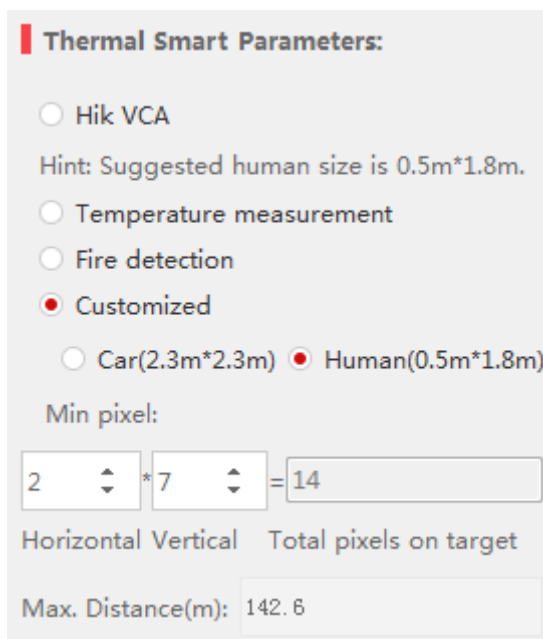 Thermal Smart Parameters:
Hik VCA
Hint: Suggested human size is 0.5m*1.8m.
Temperature measurement
Fire detection
Customized
Car(2.3m*2.3m) Human(0.5m*1.8m)
Min pixel:
2 * 7 = 14
Horizontal Vertical Total pixels on target
Max. Distance(m): 142.6